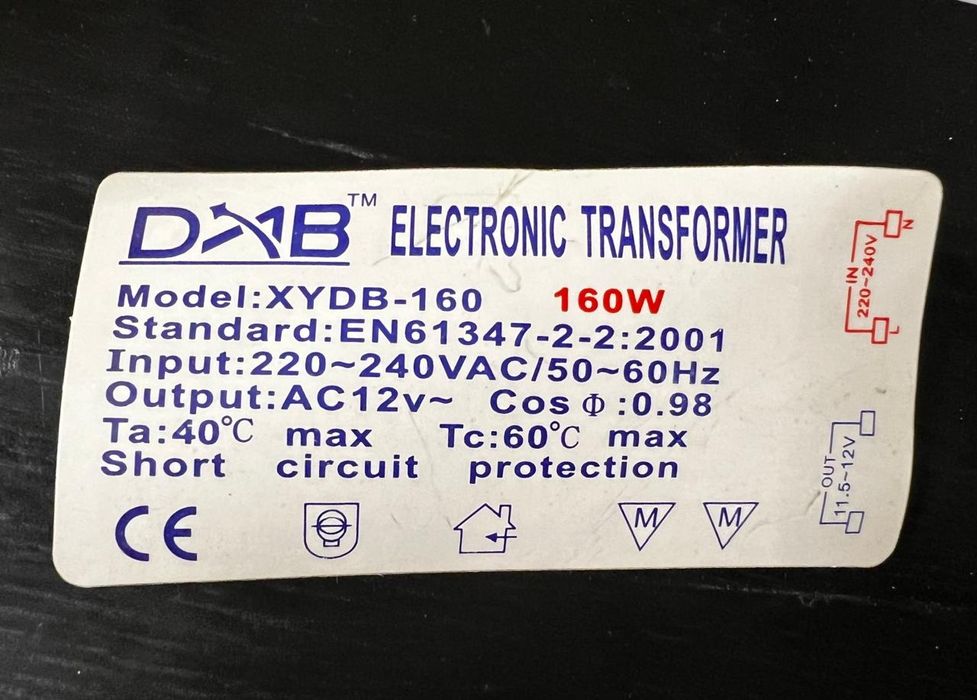 DAB™ ELECTRONIC TRANSFORMER
Model:XYDB-160 160W
Standard:EN61347-2-2:2001
Input:220~240VAC/50~60Hz
Output:AC12v~ Cos Φ:0.98
Ta:40℃ max Tc:60℃ max
Short circuit protection
CE
M M
N
IN
220~240V
L
OUT
11.5~12V